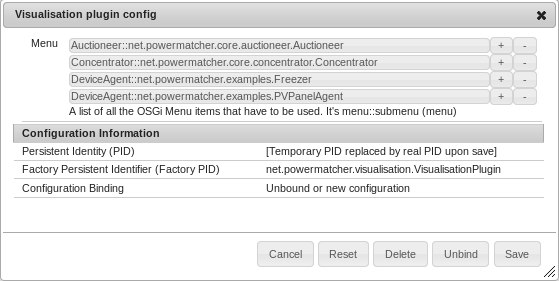 Visualisation plugin config
Menu
Auctioneer::net.powermatcher.core.auctioneer.Auctioneer + -
Concentrator::net.powermatcher.core.concentrator.Concentrator + -
DeviceAgent::net.powermatcher.examples.Freezer + -
DeviceAgent::net.powermatcher.examples.PVPanelAgent + -
A list of all the OSGi Menu items that have to be used. It's menu::submenu (menu)
Configuration Information
Persistent Identity (PID) [Temporary PID replaced by real PID upon save]
Factory Persistent Identifier (Factory PID) net.powermatcher.visualisation.VisualisationPlugin
Configuration Binding Unbound or new configuration
Cancel Reset Delete Unbind Save